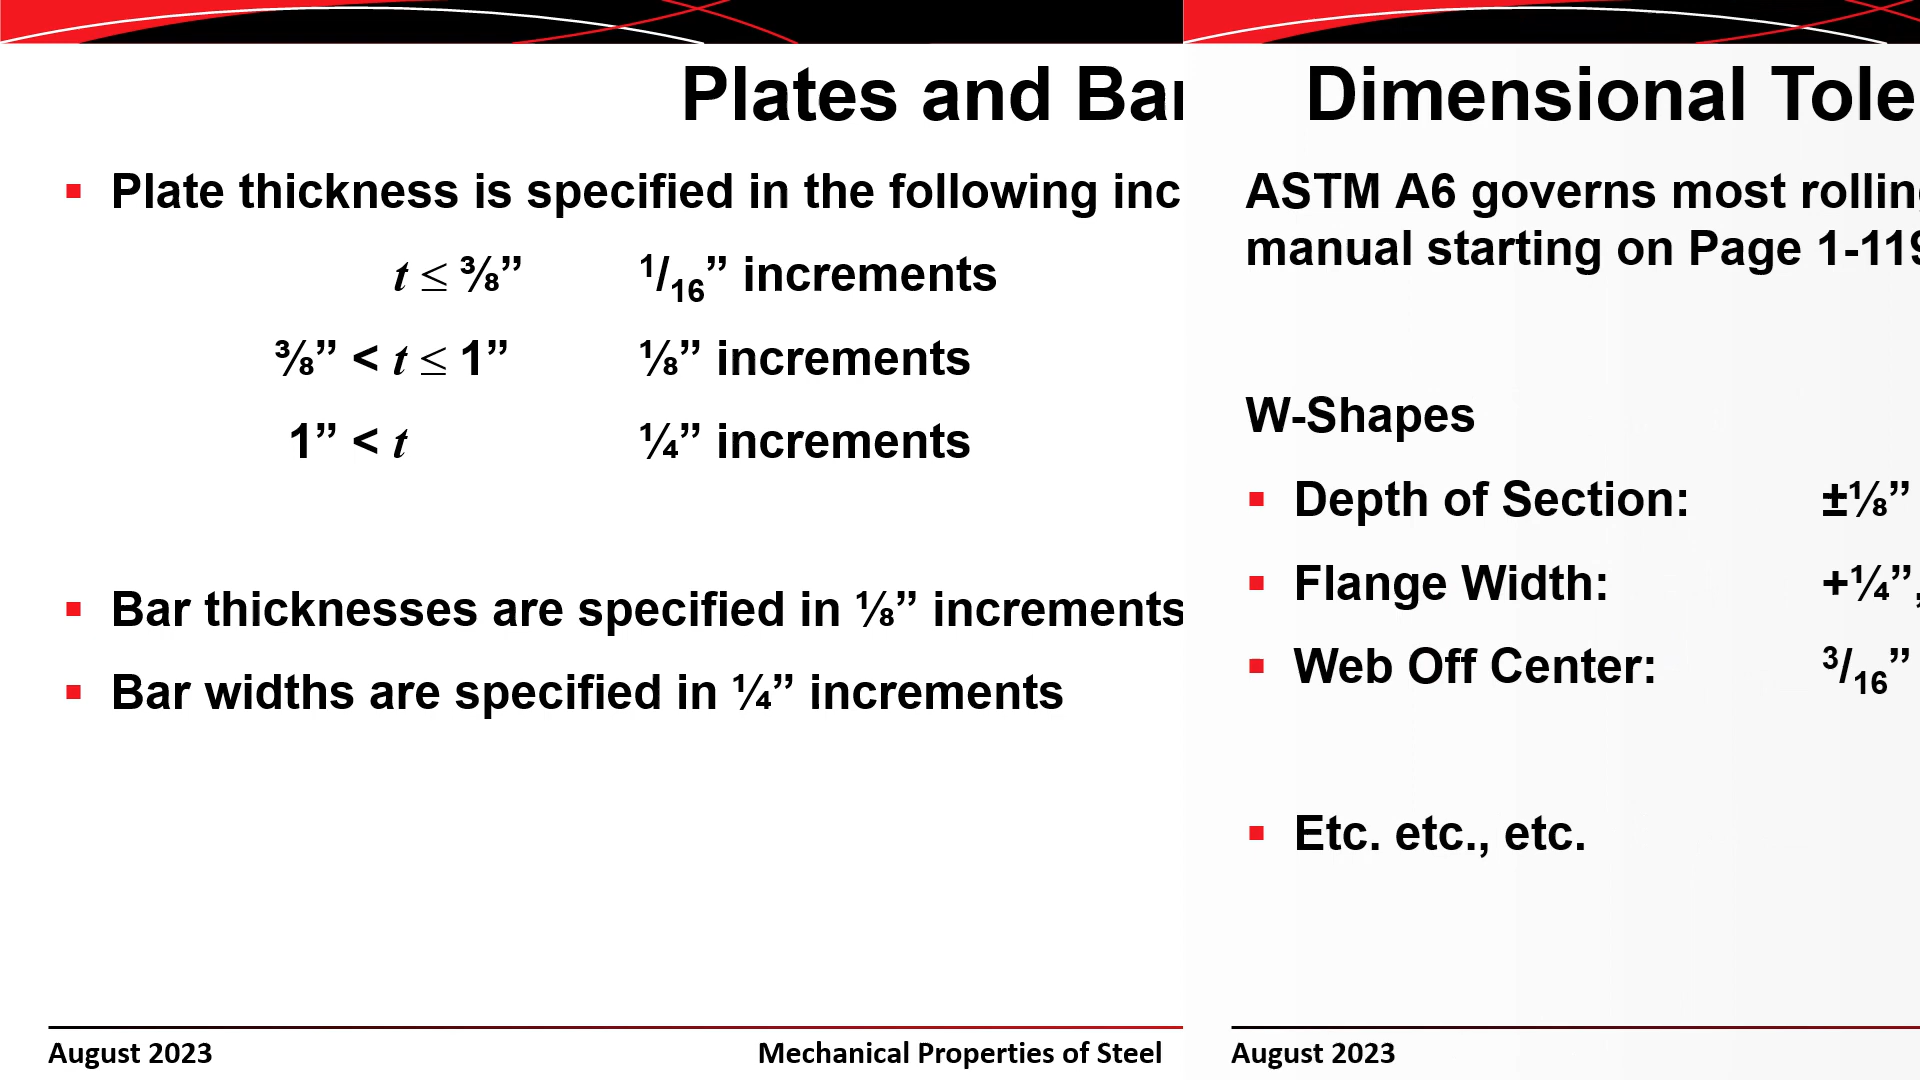 Plates and Bar
Plate thickness is specified in the following inc
t ≤ ⅜” 1/16” increments
⅜” < t ≤ 1” ⅛” increments
1” < t ¼” increments
Bar thicknesses are specified in ⅛” increments
Bar widths are specified in ¼” increments
August 2023 Mechanical Properties of Steel
Dimensional Tole
ASTM A6 governs most rolling
manual starting on Page 1-119
W-Shapes
Depth of Section: ±⅛”
Flange Width: +¼”,
Web Off Center: 3/16”
Etc. etc., etc.
August 2023